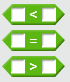 <
=
>